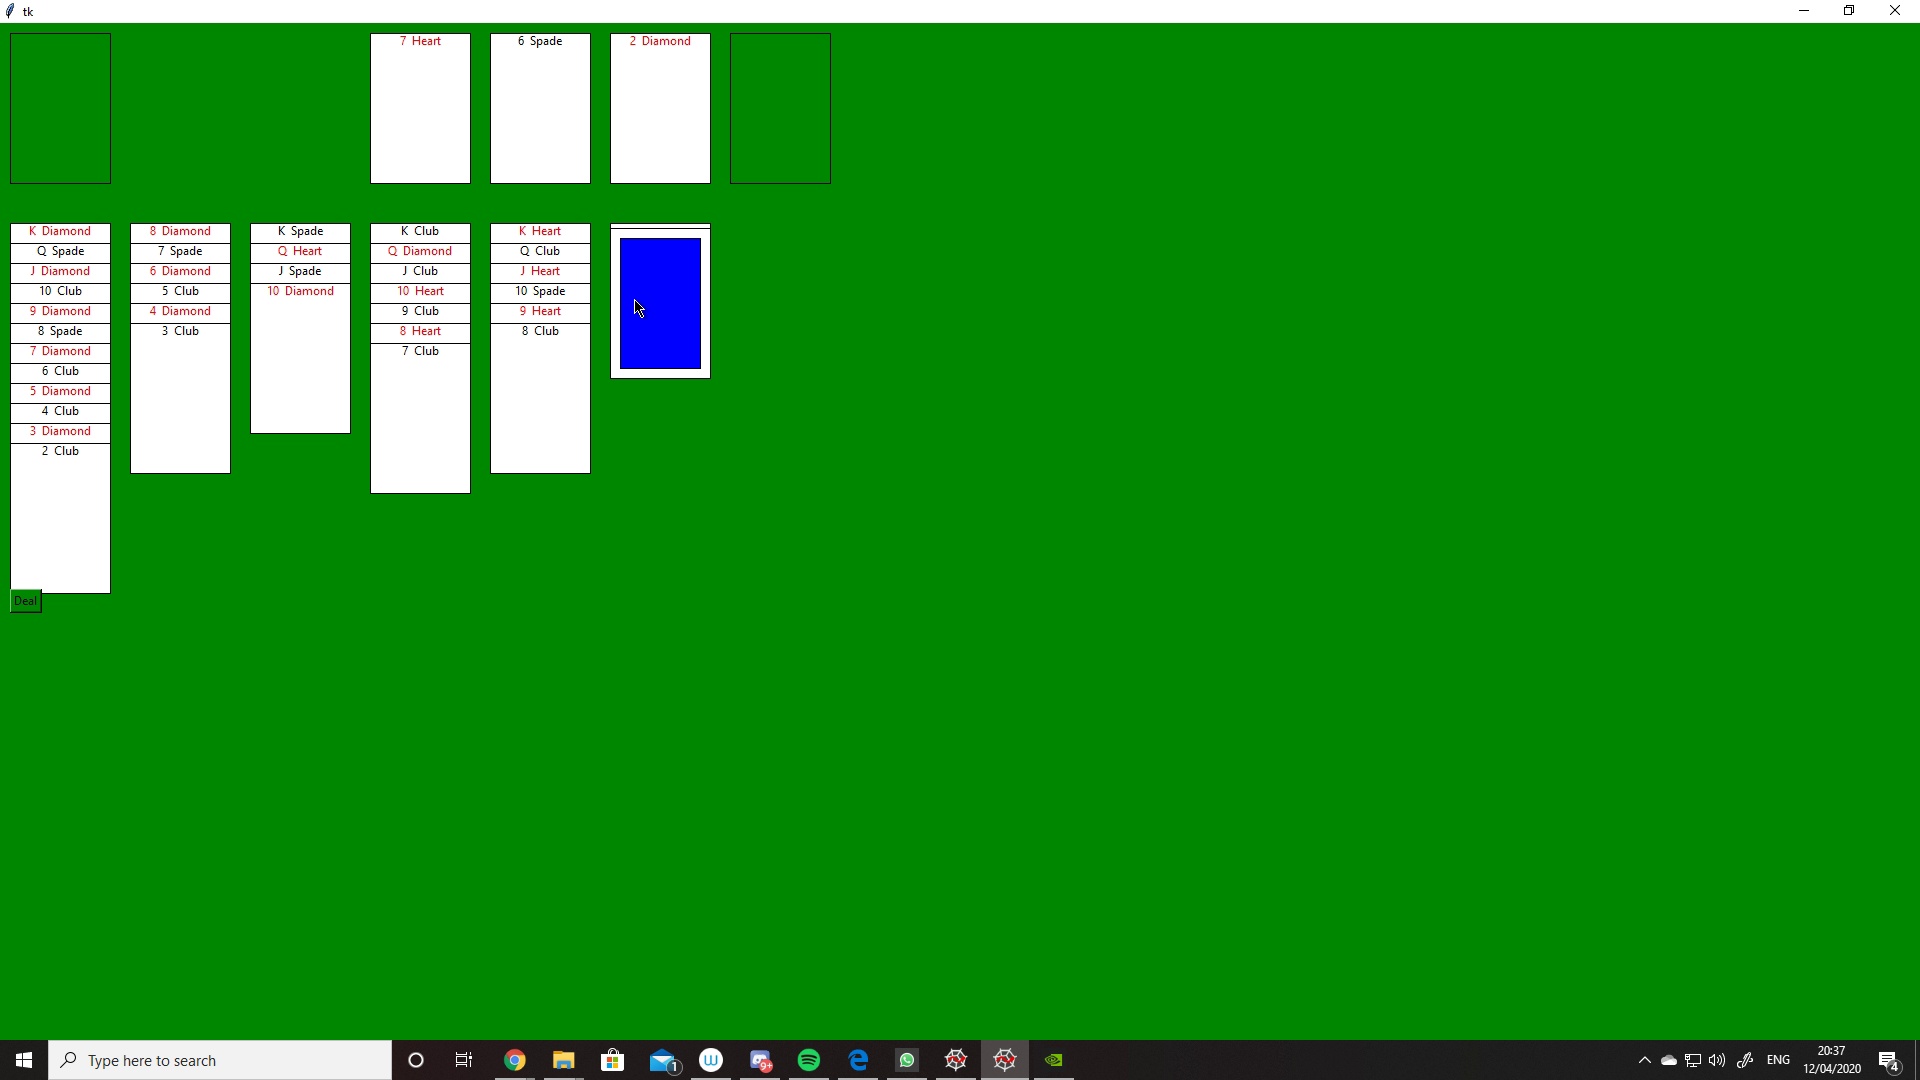 tk
7 Heart
6 Spade
2 Diamond
K Diamond
Q Spade
J Diamond
10 Club
9 Diamond
8 Spade
7 Diamond
6 Club
5 Diamond
4 Club
3 Diamond
2 Club
8 Diamond
7 Spade
6 Diamond
5 Club
4 Diamond
3 Club
K Spade
Q Heart
J Spade
10 Diamond
K Club
Q Diamond
J Club
10 Heart
9 Club
8 Heart
7 Club
K Heart
Q Club
J Heart
10 Spade
9 Heart
8 Club
Deal
Type here to search
1
W
9+
ENG
20:37
12/04/2020
4